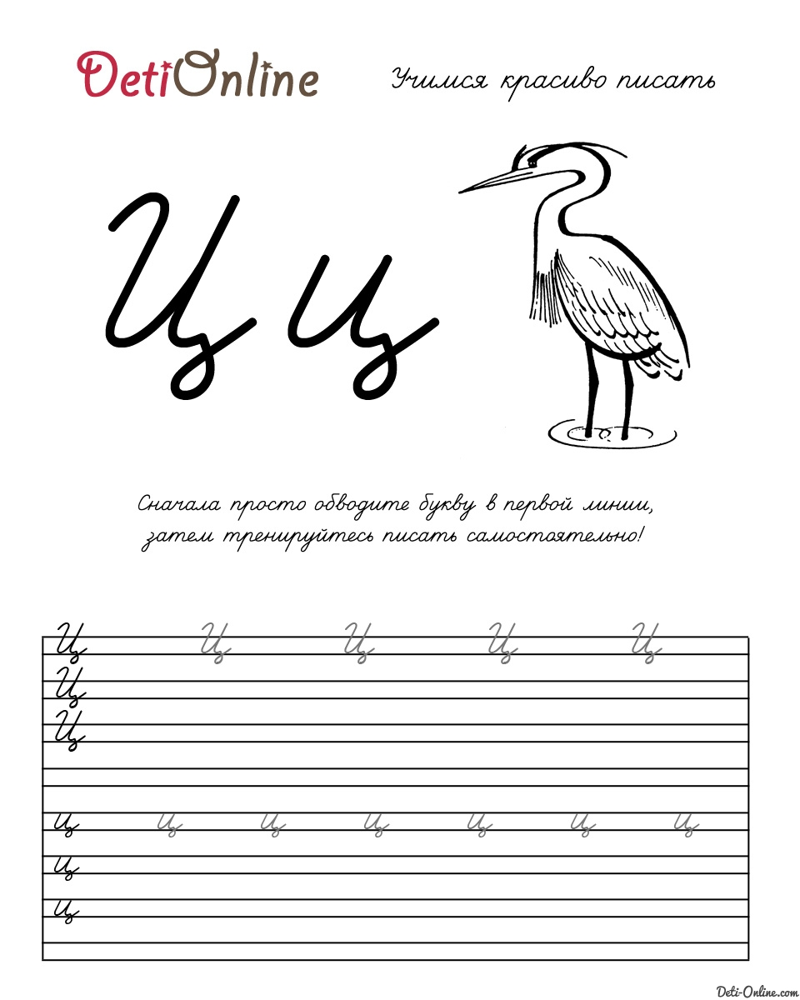 DetiOnline
Учимся красиво писать
Ц ц
Сначала просто обводите букву в первой линии,
затем тренируйтесь писать самостоятельно!
Ц Ц Ц Ц Ц
Ц
Ц
ц ц ц ц ц ц ц
ц
ц
Deti-Online.com